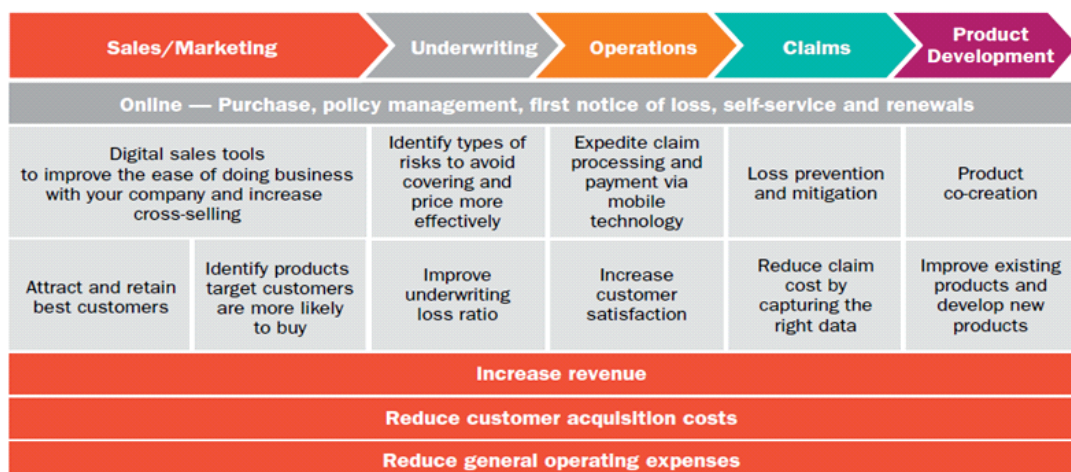 Sales/Marketing
Underwriting
Operations
Claims
Product
Development
Online — Purchase, policy management, first notice of loss, self-service and renewals
Digital sales tools
to improve the ease of doing business
with your company and increase
cross-selling
Identify types of
risks to avoid
covering and
price more
effectively
Expedite claim
processing and
payment via
mobile
technology
Loss prevention
and mitigation
Product
co-creation
Attract and retain
best customers
Identify products
target customers
are more likely
to buy
Improve
underwriting
loss ratio
Increase
customer
satisfaction
Reduce claim
cost by
capturing the
right data
Improve existing
products and
develop new
products
Increase revenue
Reduce customer acquisition costs
Reduce general operating expenses